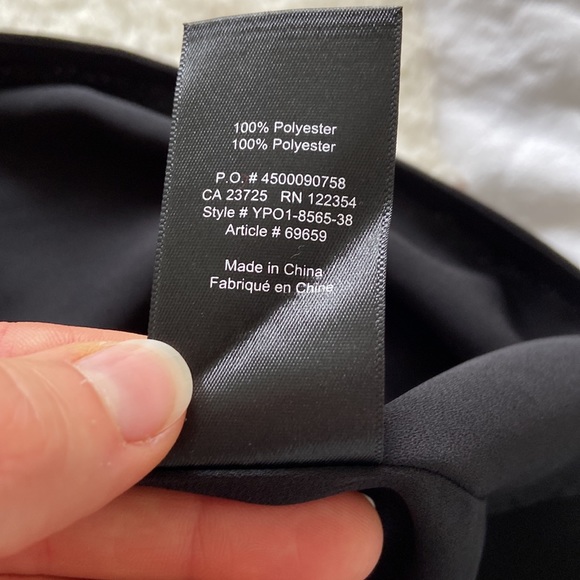 100% Polyester
100% Polyester
P.O. # 4500090758
CA 23725 RN 122354
Style # YPO1-8565-38
Article # 69659
Made in China
Fabriqué en Chine